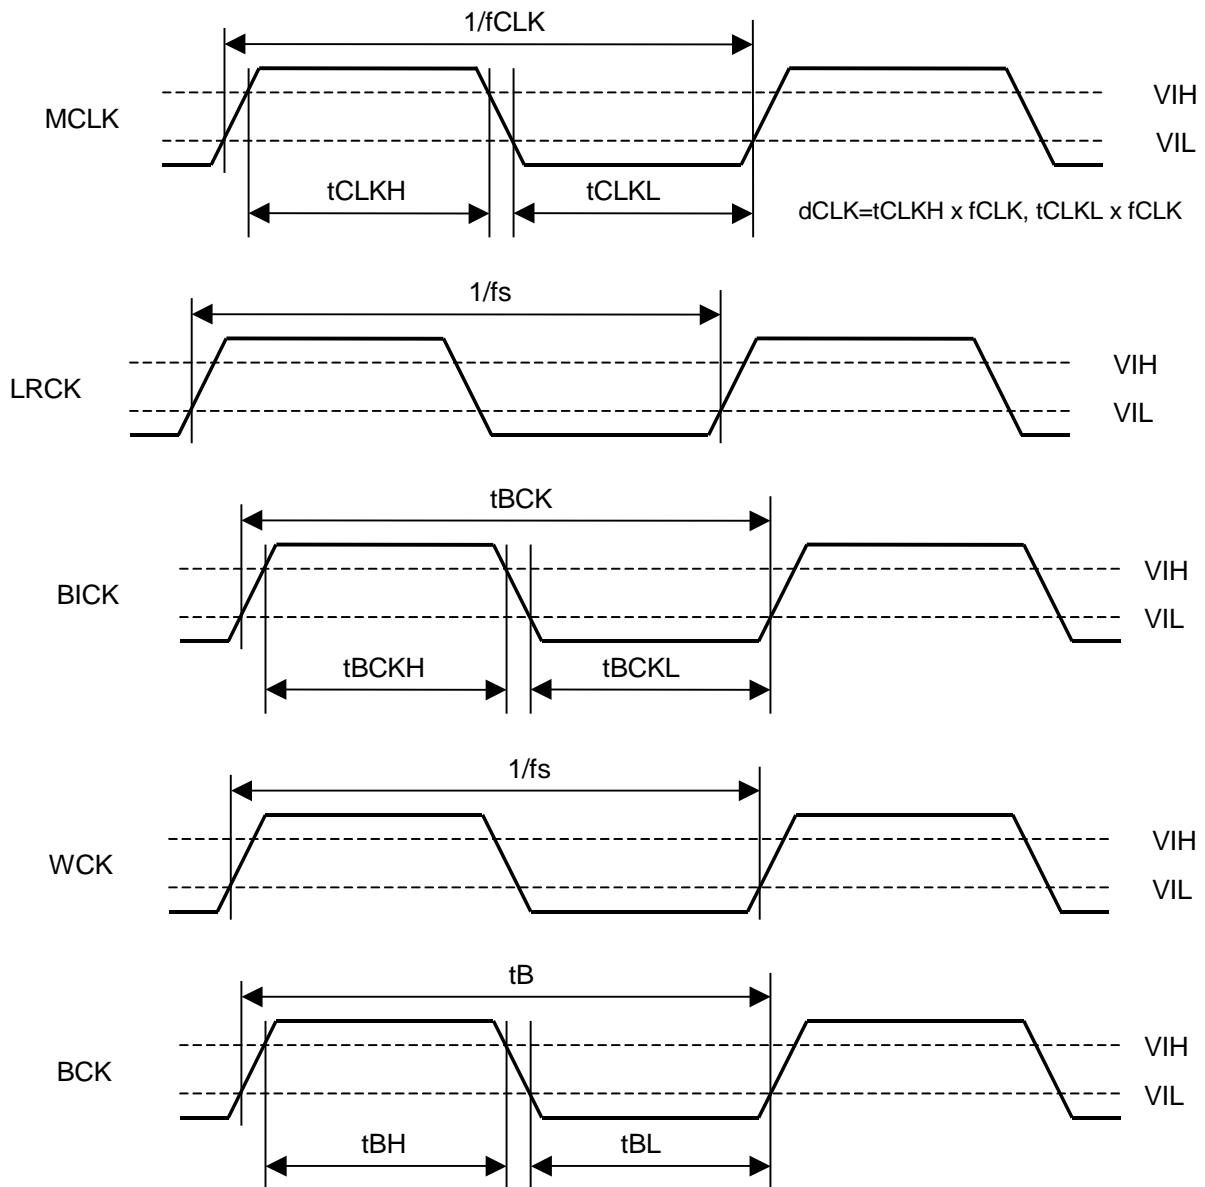 1/fCLK
MCLK
VIH
VIL
tCLKH
tCLKL
dCLK=tCLKH x fCLK, tCLKL x fCLK
1/fs
LRCK
VIH
VIL
tBCK
BICK
VIH
VIL
tBCKH
tBCKL
1/fs
WCK
VIH
VIL
tB
BCK
VIH
VIL
tBH
tBL